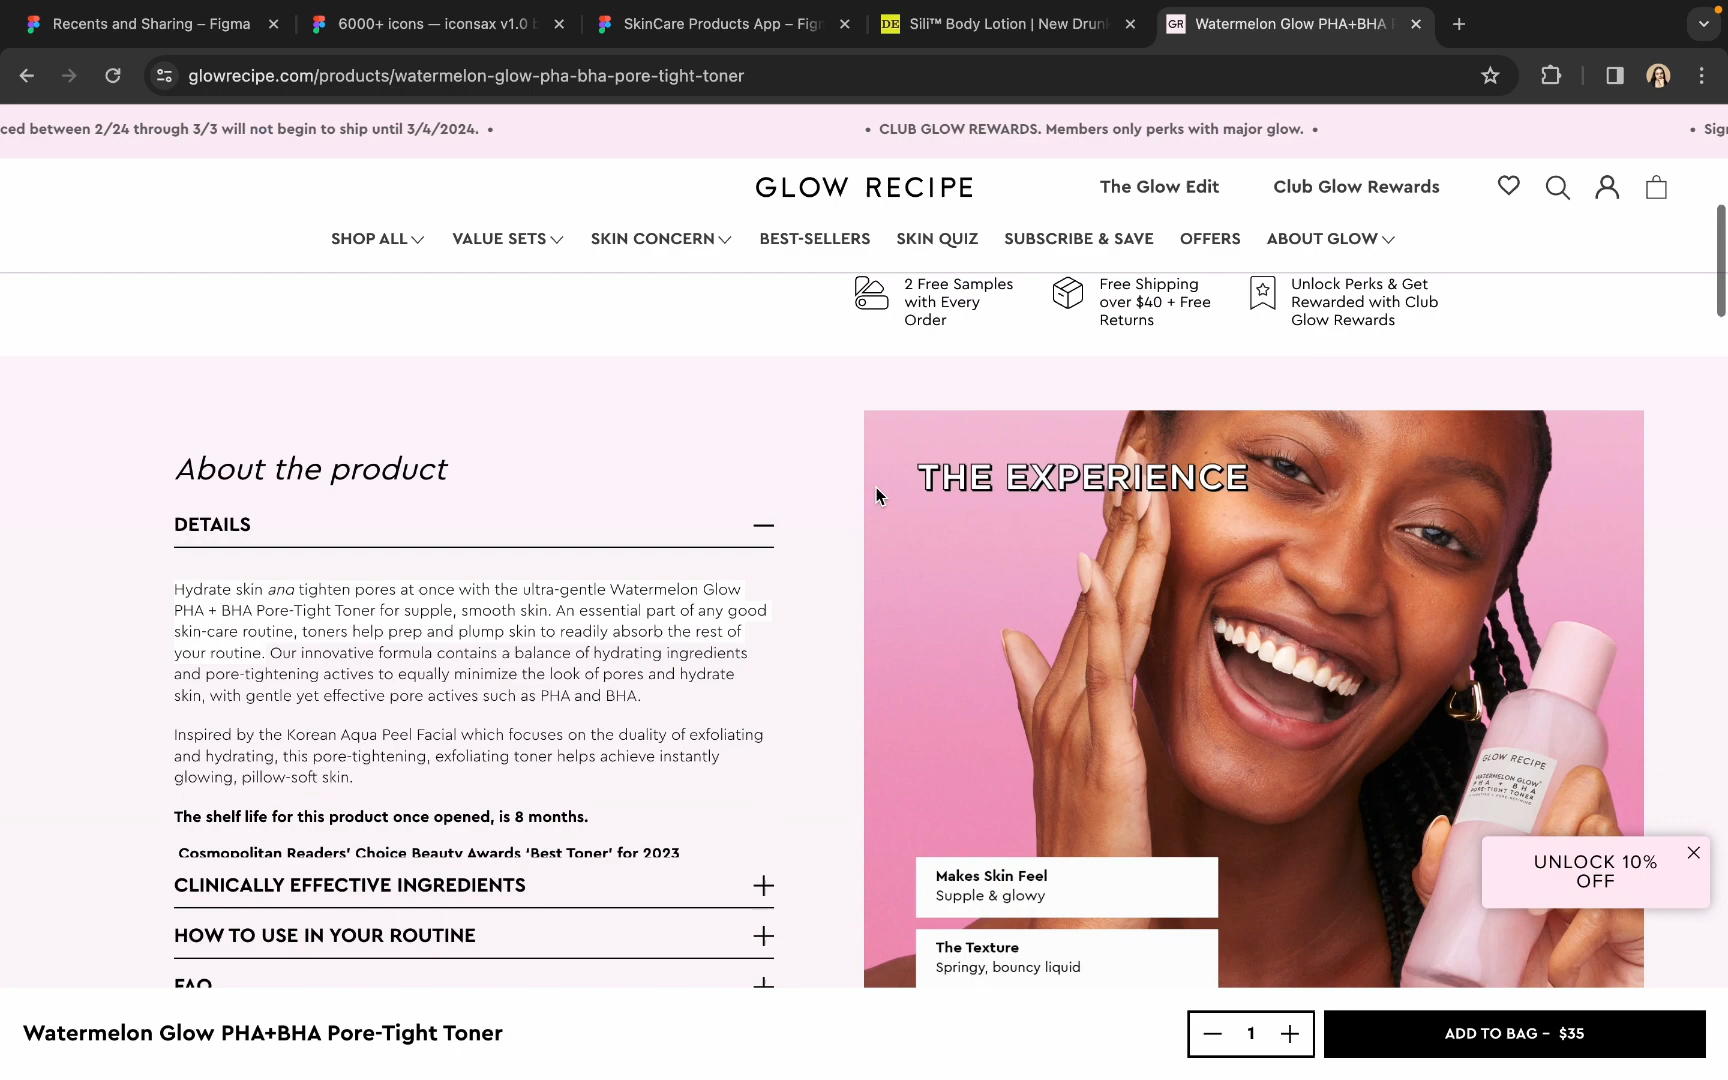 Recents and Sharing – Figma
6000+ icons — iconsax v1.0
SkinCare Products App – Fig
DE
Sili™ Body Lotion | New Drun
GR
Watermelon Glow PHA+BHA
glowrecipe.com/products/watermelon-glow-pha-bha-pore-tight-toner
ced between 2/24 through 3/3 will not begin to ship until 3/4/2024. •
• CLUB GLOW REWARDS. Members only perks with major glow. •
• Sign
GLOW RECIPE
The Glow Edit
Club Glow Rewards
SHOP ALL
VALUE SETS
SKIN CONCERN
BEST-SELLERS
SKIN QUIZ
SUBSCRIBE & SAVE
OFFERS
ABOUT GLOW
2 Free Samples
with Every
Order
Free Shipping
over $40 + Free
Returns
Unlock Perks & Get
Rewarded with Club
Glow Rewards
About the product
DETAILS
Hydrate skin and tighten pores at once with the ultra-gentle Watermelon Glow
PHA + BHA Pore-Tight Toner for supple, smooth skin. An essential part of any good
skin-care routine, toners help prep and plump skin to readily absorb the rest of
your routine. Our innovative formula contains a balance of hydrating ingredients
and pore-tightening actives to equally minimize the look of pores and hydrate
skin, with gentle yet effective pore actives such as PHA and BHA.
Inspired by the Korean Aqua Peel Facial which focuses on the duality of exfoliating
and hydrating, this pore-tightening, exfoliating toner helps achieve instantly
glowing, pillow-soft skin.
The shelf life for this product once opened, is 8 months.
Cosmopolitan Readers' Choice Beauty Awards 'Best Toner' for 2023
CLINICALLY EFFECTIVE INGREDIENTS
HOW TO USE IN YOUR ROUTINE
FAQ
THE EXPERIENCE
GLOW RECIPE
WATERMELON GLOW
PHA + BHA
PORE-TIGHT TONER
Makes Skin Feel
Supple & glowy
The Texture
Springy, bouncy liquid
UNLOCK 10%
OFF
Watermelon Glow PHA+BHA Pore-Tight Toner
1
ADD TO BAG – $35